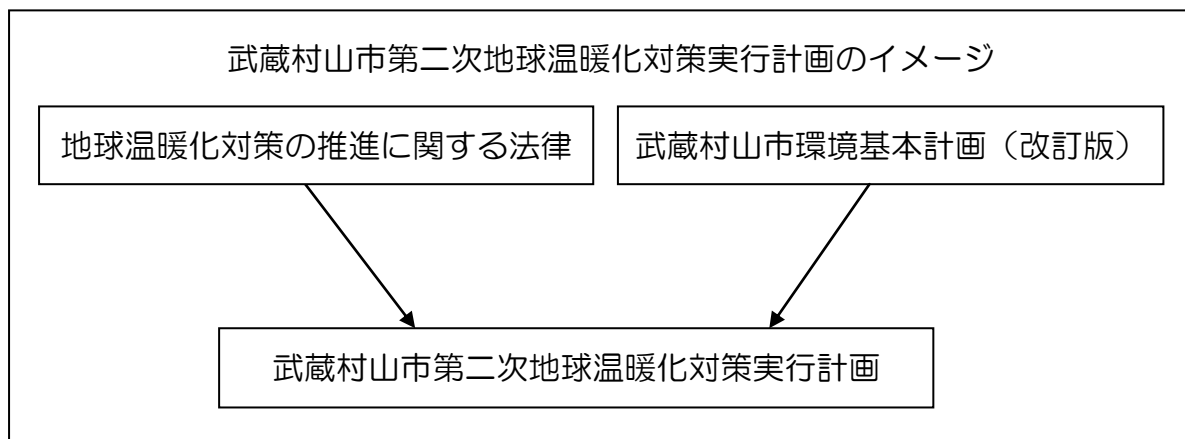 武蔵村山市第二次地球温暖化対策実行計画のイメージ
地球温暖化対策の推進に関する法律
武蔵村山市環境基本計画（改訂版）
武蔵村山市第二次地球温暖化対策実行計画